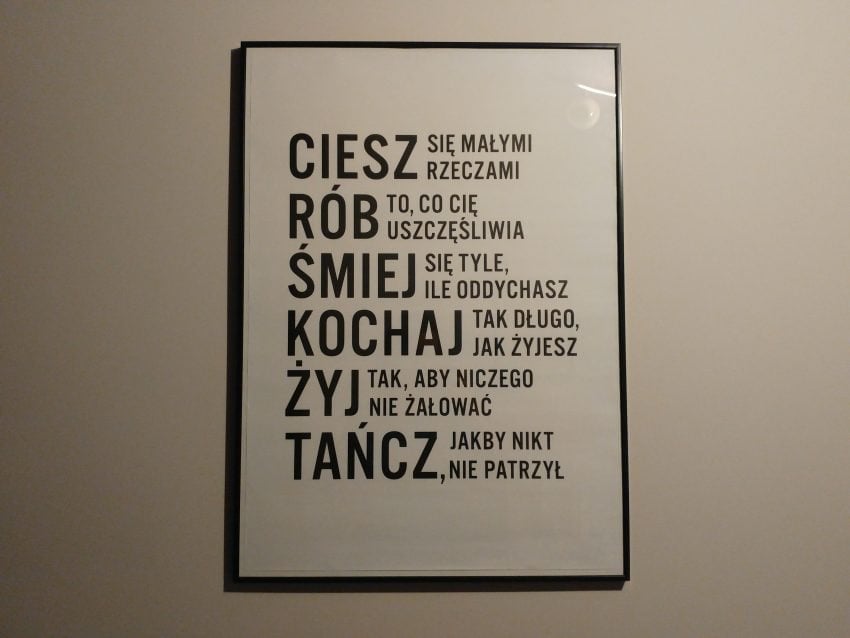 CIESZ SIĘ MAŁYMI
RZECZAMI
RÓB TO, CO CIĘ
USZCZĘŚLIWIA
ŚMIEJ SIĘ TYLE,
ILE ODDYCHASZ
KOCHAJ TAK DŁUGO,
JAK ŻYJESZ
ŻYJ TAK, ABY NICZEGO
NIE ŻAŁOWAĆ
TAŃCZ, JAKBY NIKT
NIE PATRZYŁ